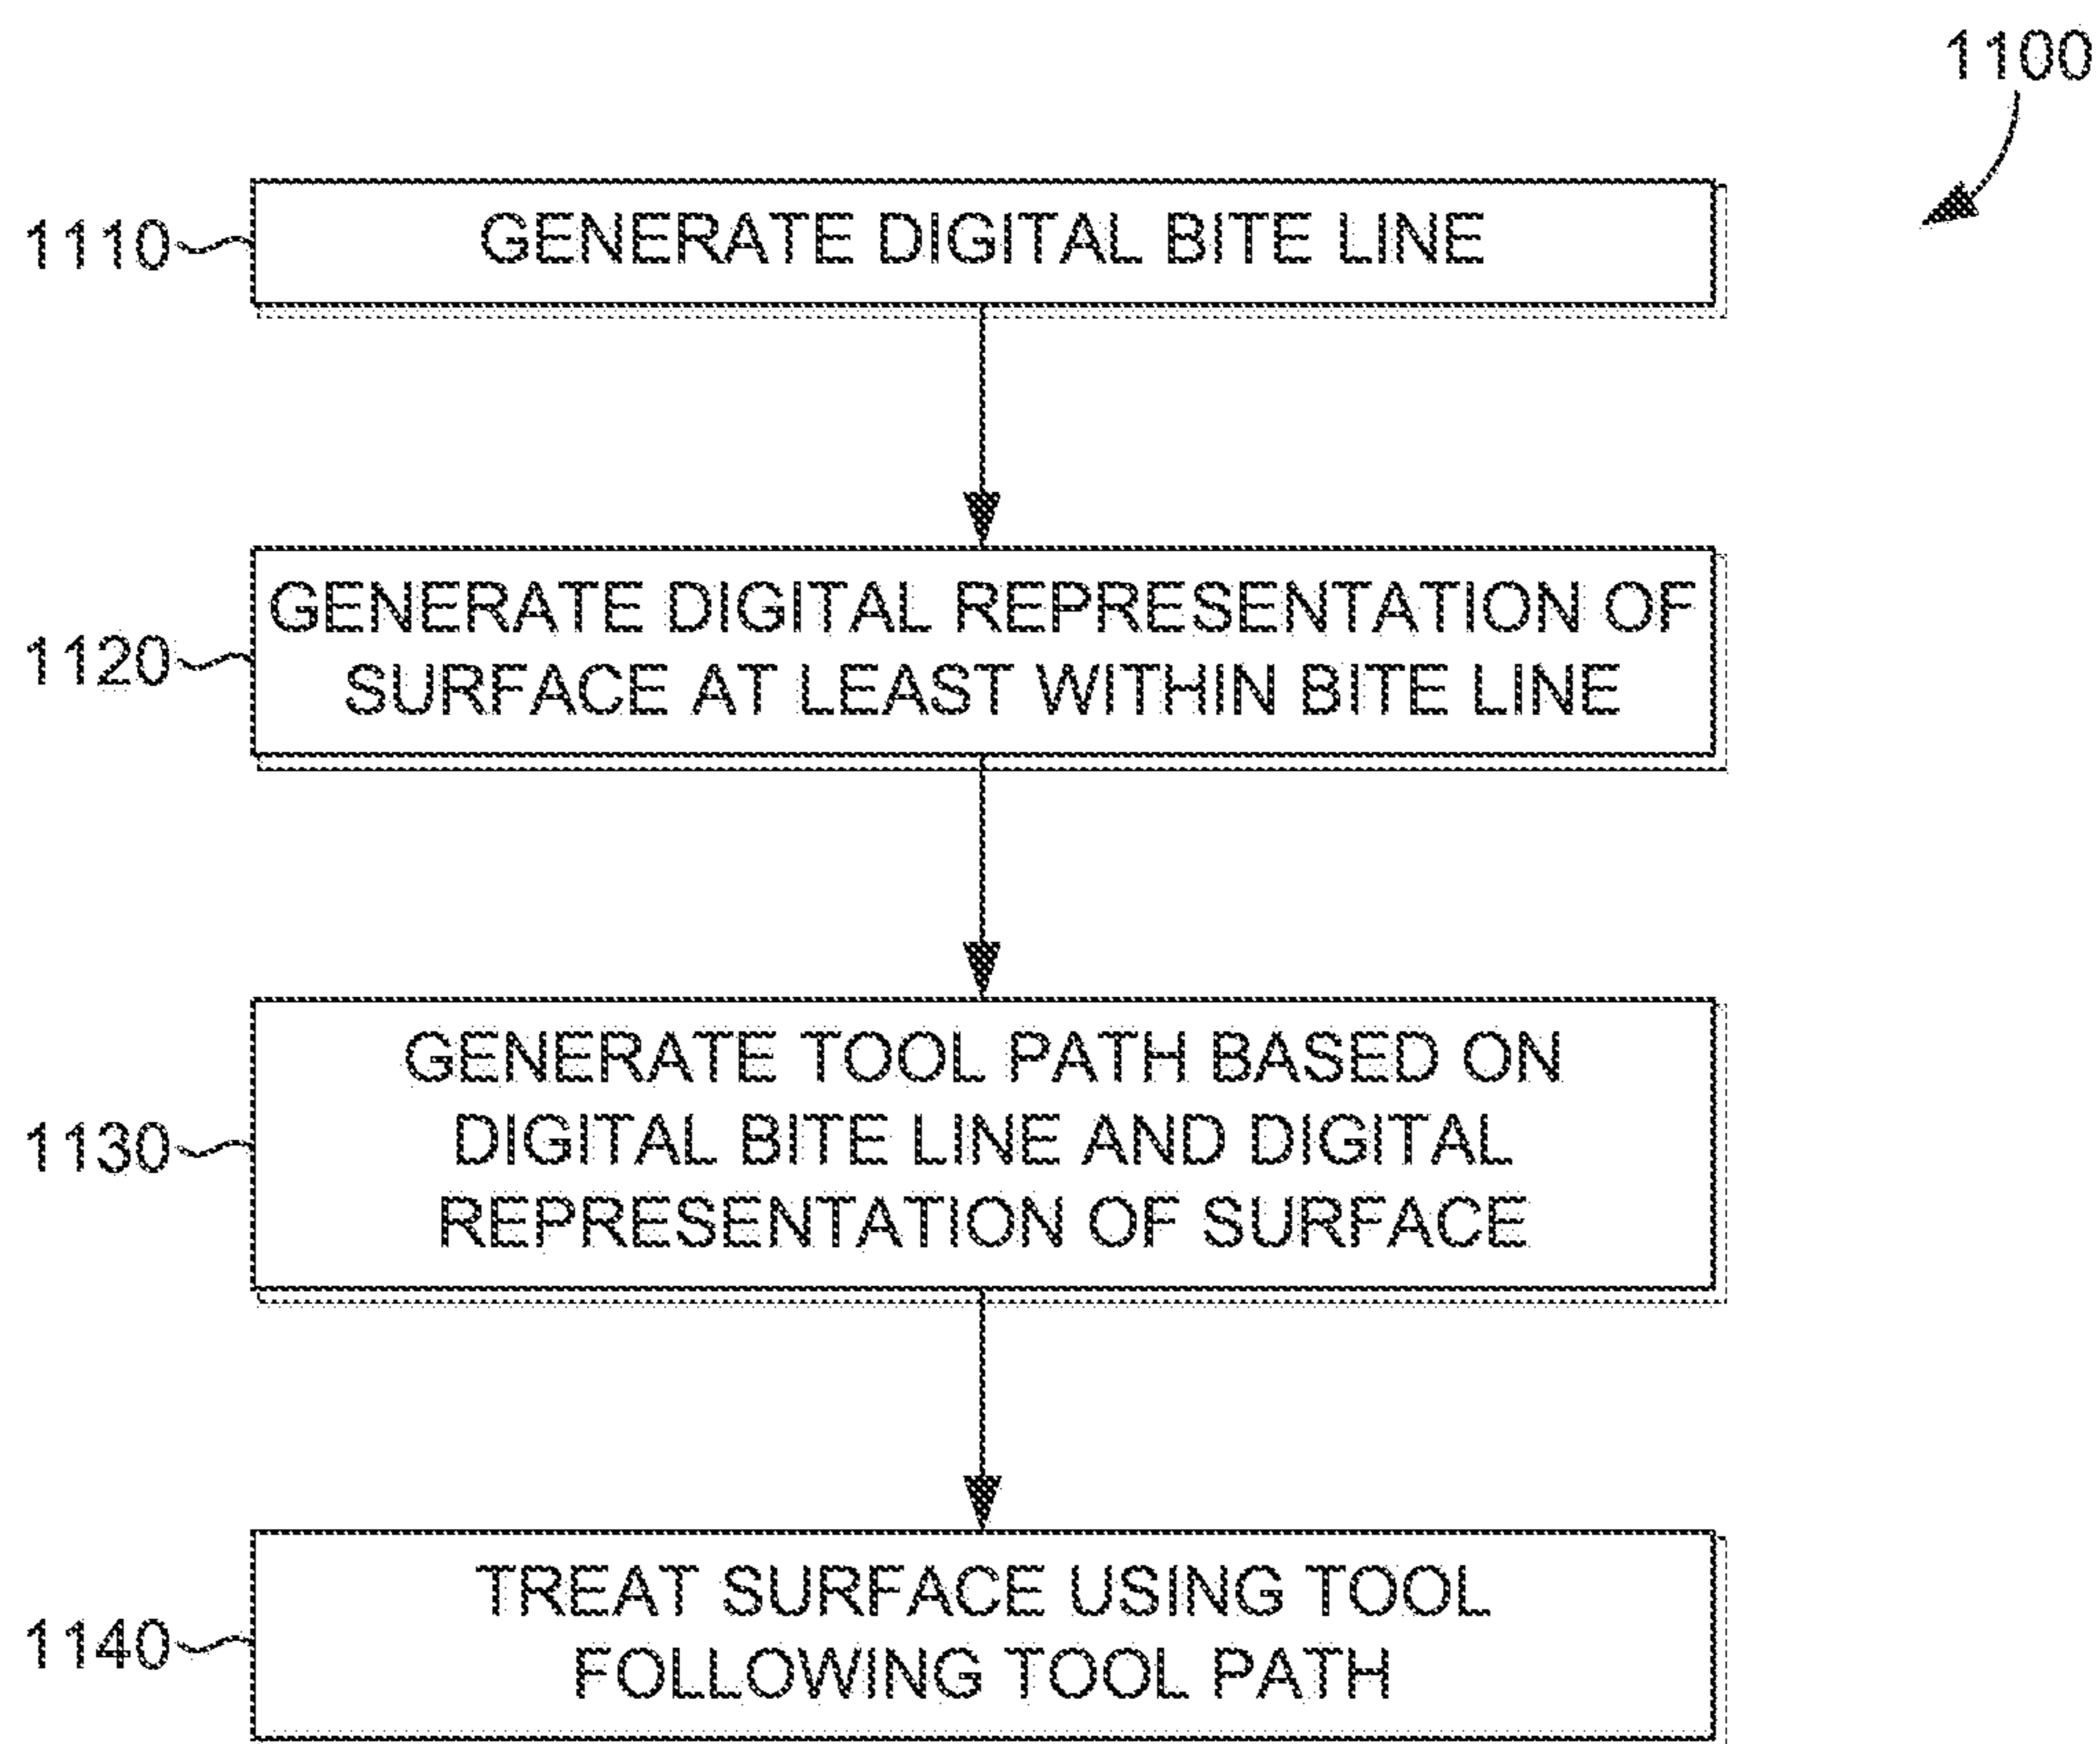 1100
1110
GENERATE DIGITAL BITE LINE
1120
GENERATE DIGITAL REPRESENTATION OF
SURFACE AT LEAST WITHIN BITE LINE
1130
GENERATE TOOL PATH BASED ON
DIGITAL BITE LINE AND DIGITAL
REPRESENTATION OF SURFACE
1140
TREAT SURFACE USING TOOL
FOLLOWING TOOL PATH